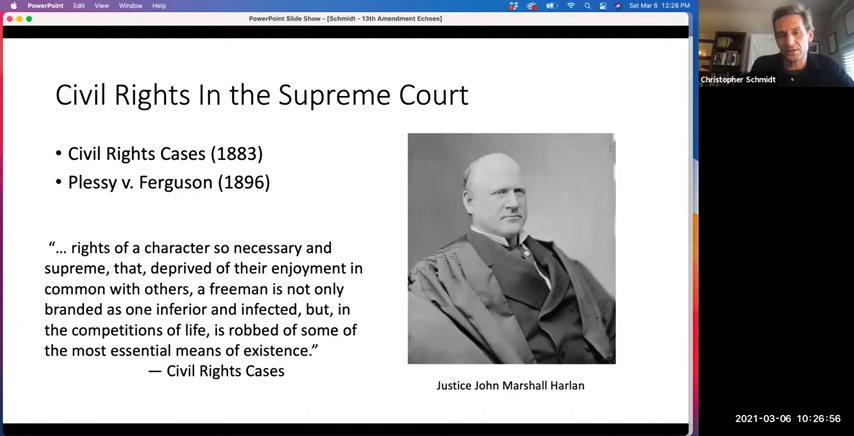 PowerPoint Edit View Window Help Sat Mar 6 12:26 PM
PowerPoint Slide Show - [Schmidt - 13th Amendment Echoes]
Christopher Schmidt
Civil Rights In the Supreme Court
• Civil Rights Cases (1883)
• Plessy v. Ferguson (1896)
“... rights of a character so necessary and
supreme, that, deprived of their enjoyment in
common with others, a freeman is not only
branded as one inferior and infected, but, in
the competitions of life, is robbed of some of
the most essential means of existence.”
— Civil Rights Cases
Justice John Marshall Harlan
2021-03-06 10:26:56